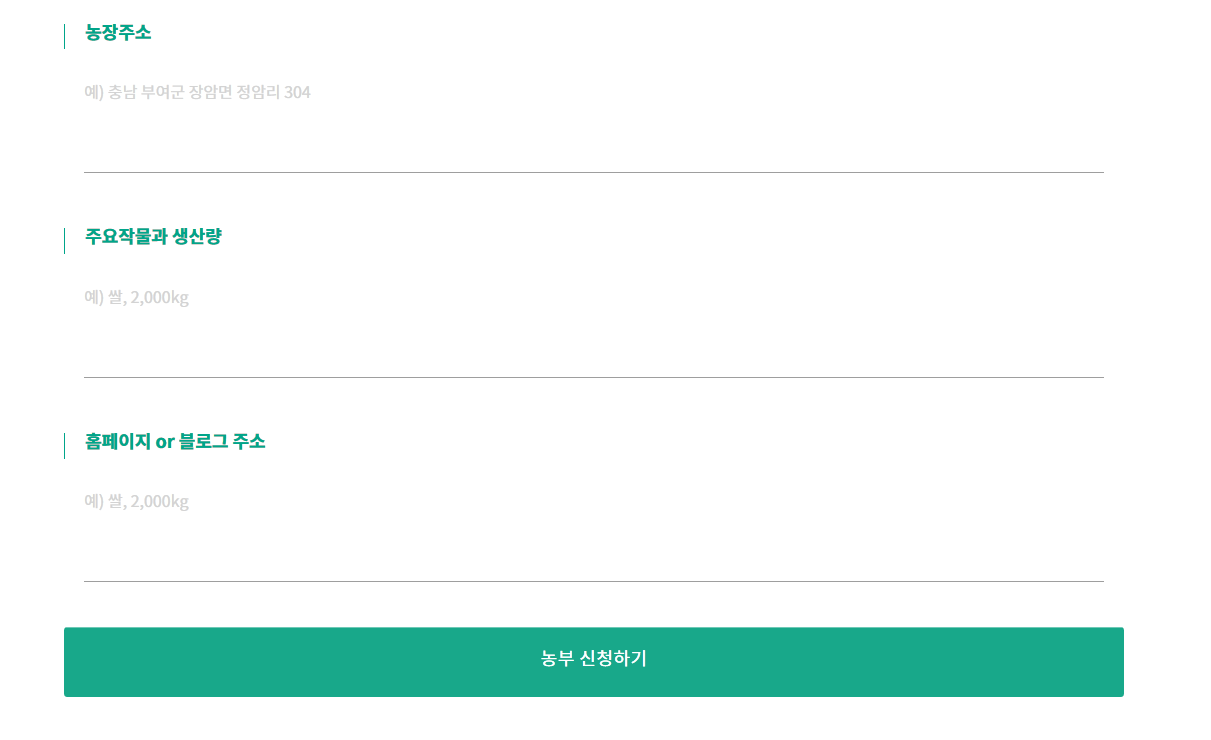 농장주소
예) 충남 부여군 장암면 정암리 304
주요작물과 생산량
예) 쌀, 2,000kg
홈페이지 or 블로그 주소
예) 쌀, 2,000kg
농부 신청하기